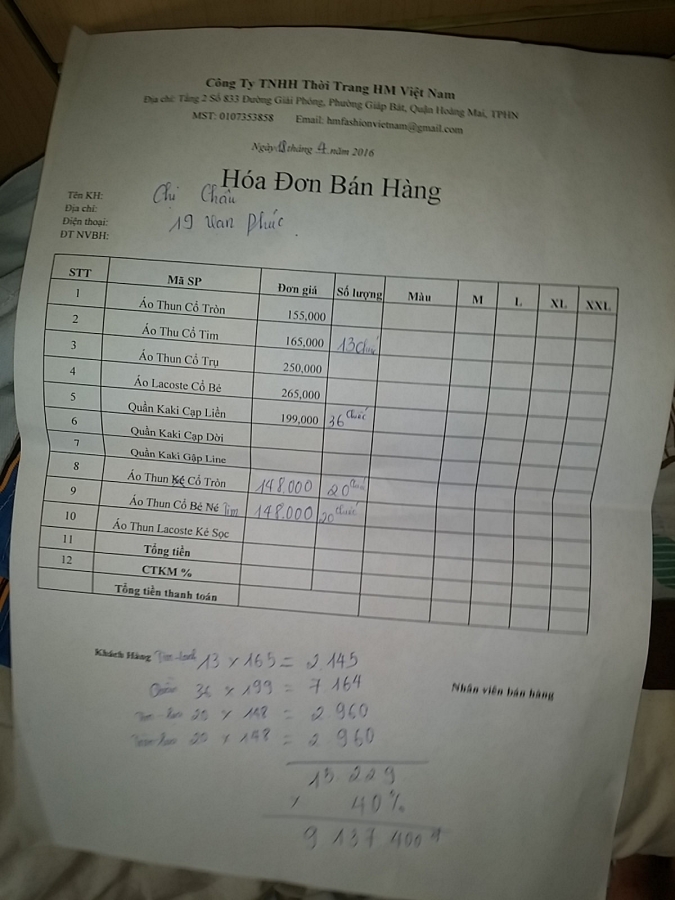 Công Ty TNHH Thời Trang HM Việt Nam
Địa chỉ: Tầng 2 Số 833 Đường Giải Phóng, Phường Giáp Bát, Quận Hoàng Mai, TPHN
MST: 0107353858 Email: hmfashionvietnam@gmail.com
Ngày 18 tháng 4 năm 2016
Hóa Đơn Bán Hàng
Tên KH: Chị Châu
Địa chỉ: 19 Vạn Phúc
Điện thoại:
ĐT NVBH:
STT Mã SP Đơn giá Số lượng Màu M L XL XXL
1 Áo Thun Cổ Tròn 155,000
2 Áo Thu Cổ Tim 165,000 13 chiếc
3 Áo Thun Cổ Trụ 250,000
4 Áo Lacoste Cổ Bẻ 265,000
5 Quần Kaki Cạp Liền 199,000 36 chiếc
6 Quần Kaki Cạp Dời
7 Quần Kaki Gập Line
8 Áo Thun Kẻ Cổ Tròn 148.000 20 chiếc
9 Áo Thun Cổ Bẻ Né Tim 148.000 20 chiếc
10 Áo Thun Lacoste Kẻ Sọc
11 Tổng tiền
12 CTKM %
Tổng tiền thanh toán
Khách Hàng 13 x 165 = 2 145
Quần 36 x 199 = 7 164
Nhân viên bán hàng
20 x 148 = 2 960
20 x 148 = 2 960
15 229
x 40%
9 137 400đ